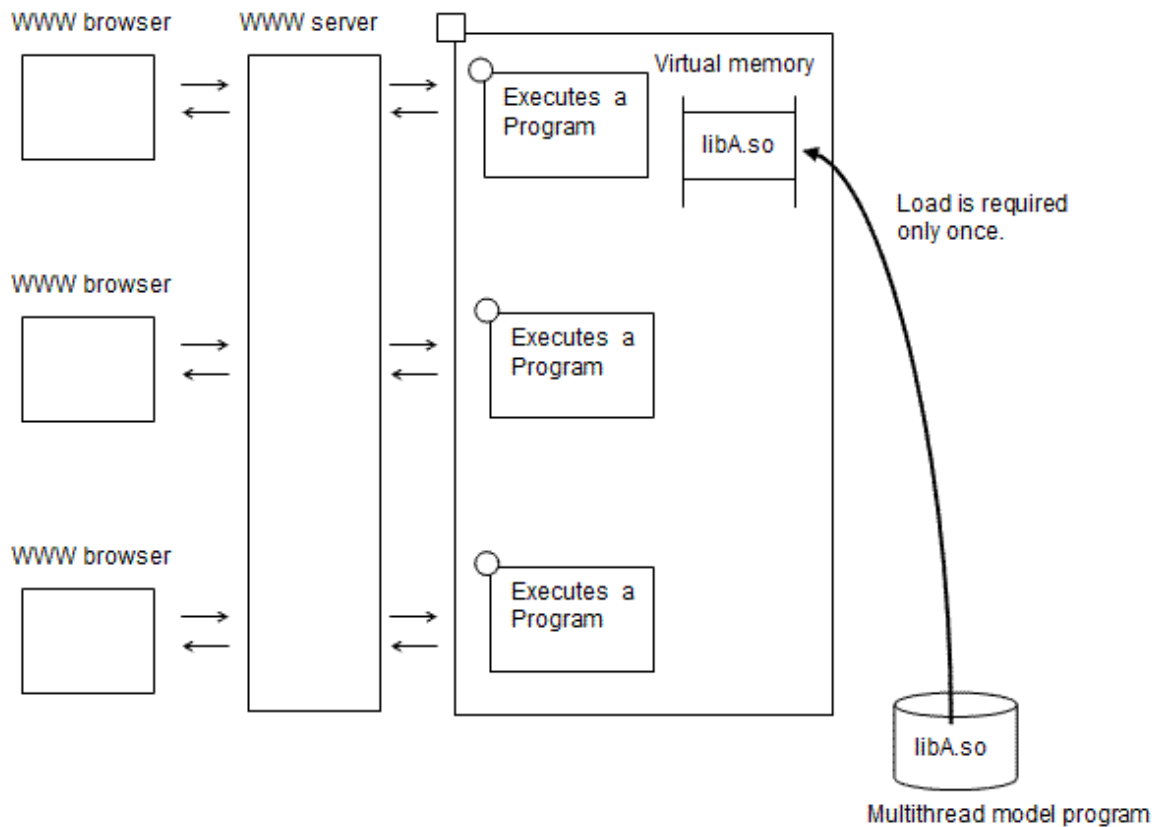 WWW browser
WWW server
Virtual memory
Executes a
Program
libA.so
Load is required
only once.
WWW browser
Executes a
Program
WWW browser
Executes a
Program
libA.so
Multithread model program